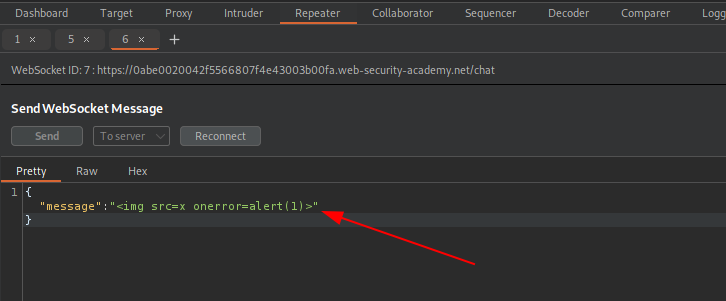 Dashboard Target Proxy Intruder Repeater Collaborator Sequencer Decoder Comparer Logg
1 × 5 × 6 × +
WebSocket ID: 7 : https://0abe0020042f5566807f4e43003b00fa.web-security-academy.net/chat
Send WebSocket Message
Send To server Reconnect
Pretty Raw Hex
1 {
"message":"<img src=x onerror=alert(1)>"
}